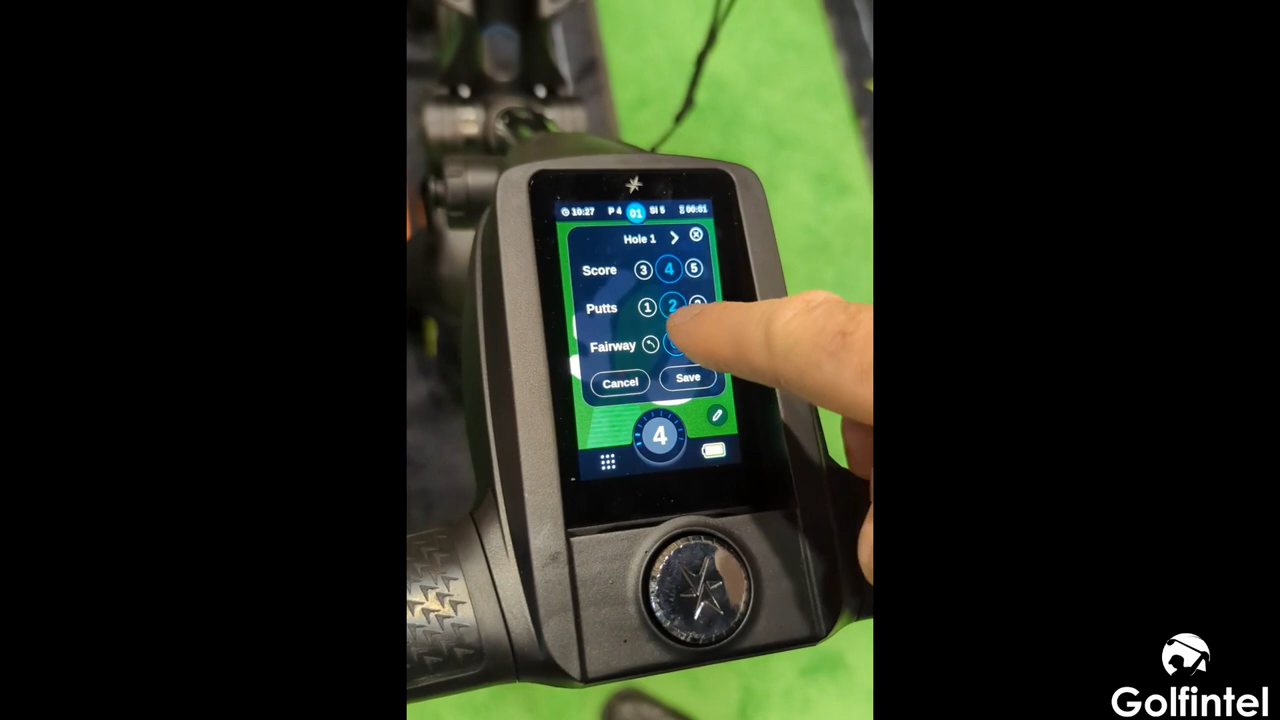 10:27 P 4 01 SI 5 00:01
Hole 1
Score 3 4 5
Putts 1 2
Fairway
Cancel Save
4
Golfintel